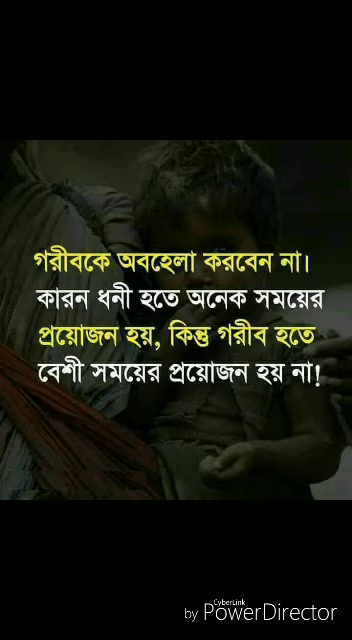 গরীবকে অবহেলা করবেন না।
কারন ধনী হতে অনেক সময়ের
প্রয়োজন হয়, কিন্তু গরীব হতে
বেশী সময়ের প্রয়োজন হয় না!
CyberLink
by PowerDirector